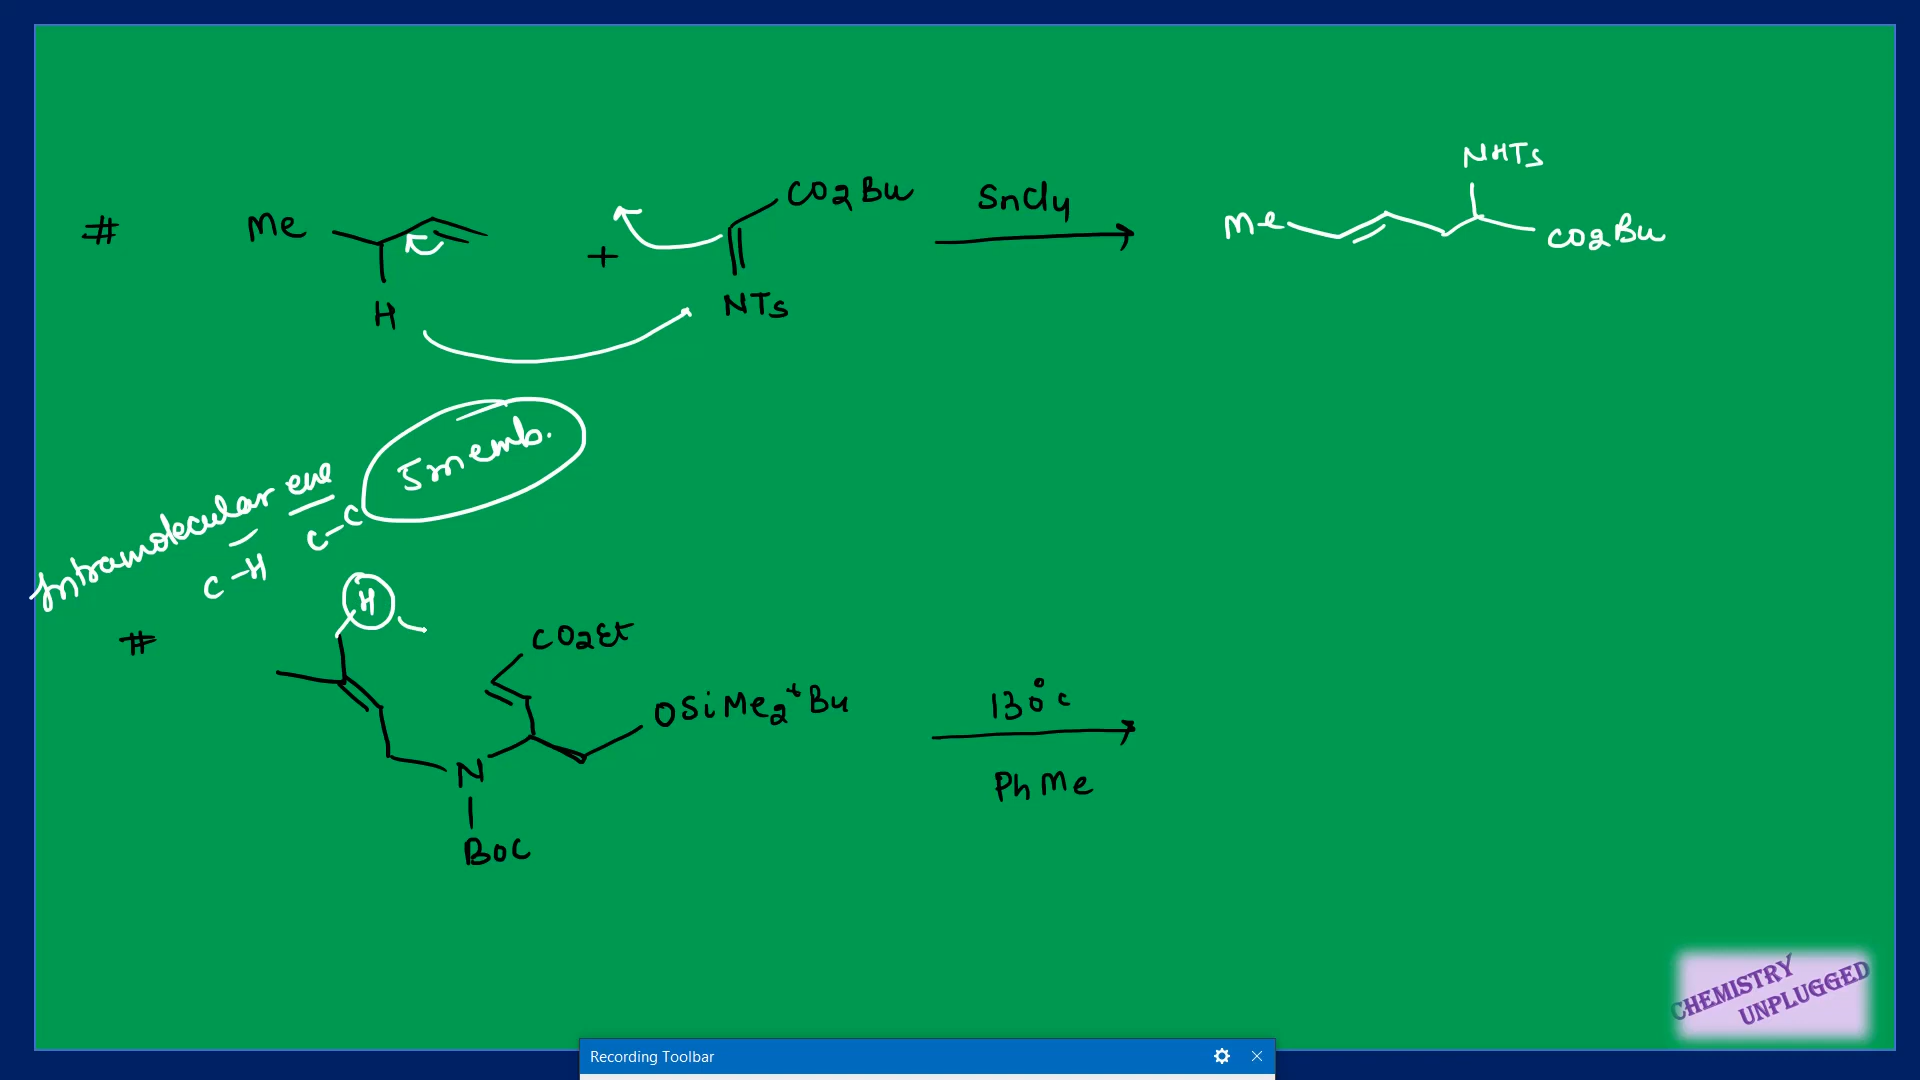 NHTS
# Me H + CO2Bu NTS SnCl4 Me CO2Bu
5 memb.
Intramolecular ene
C-H C-C
# H CO2Et
OSiMe2tBu
N
BOC
130°C
PhMe
CHEMISTRY
UNPLUGGED
Recording Toolbar